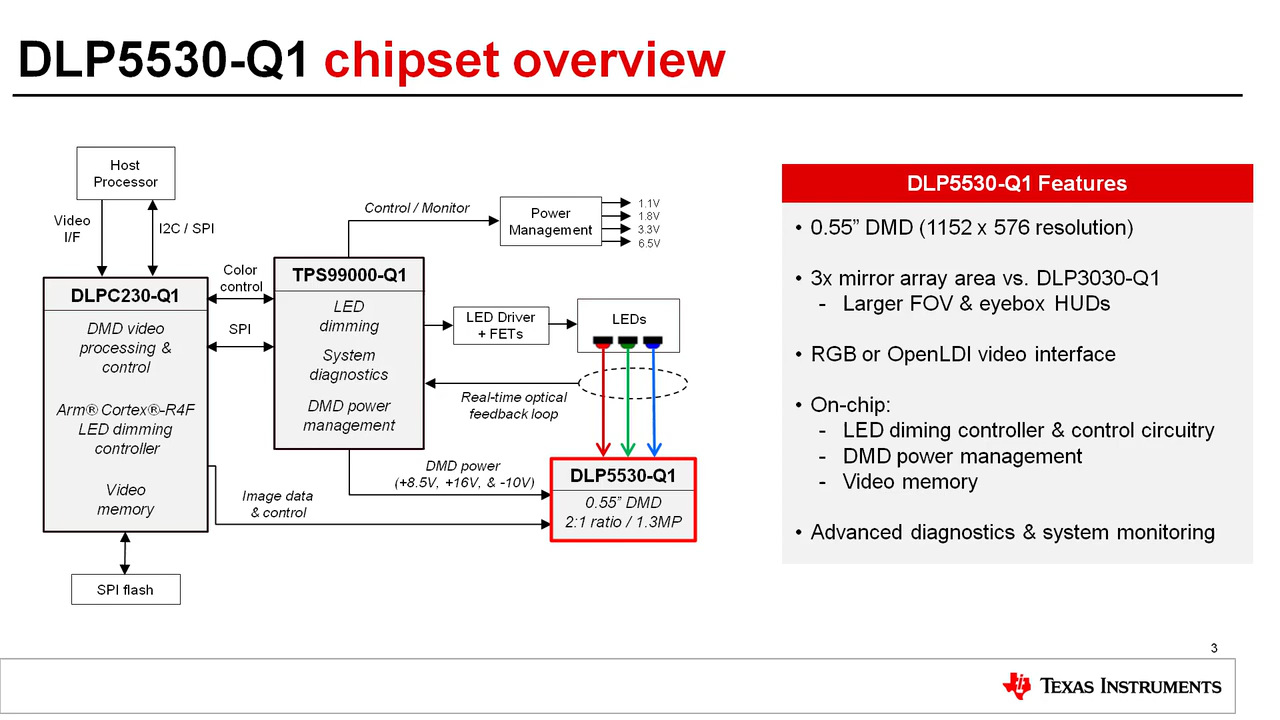 DLP5530-Q1 chipset overview
Host
Processor
Video
I/F
I2C / SPI
DLPC230-Q1
DMD video
processing &
control
Arm® Cortex®-R4F
LED dimming
controller
Video
memory
SPI flash
Color
control
SPI
TPS99000-Q1
LED
dimming
System
diagnostics
DMD power
management
Control / Monitor
Power
Management
1.1V
1.8V
3.3V
6.5V
LED Driver
+ FETs
LEDs
Real-time optical
feedback loop
DMD power
(+8.5V, +16V, & -10V)
Image data
& control
DLP5530-Q1
0.55” DMD
2:1 ratio / 1.3MP
DLP5530-Q1 Features
• 0.55” DMD (1152 x 576 resolution)
• 3x mirror array area vs. DLP3030-Q1
- Larger FOV & eyebox HUDs
• RGB or OpenLDI video interface
• On-chip:
- LED diming controller & control circuitry
- DMD power management
- Video memory
• Advanced diagnostics & system monitoring
3
TEXAS INSTRUMENTS